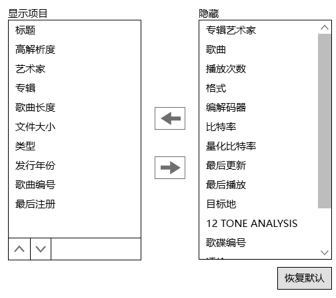 显示项目
标题
高解析度
艺术家
专辑
歌曲长度
文件大小
类型
发行年份
歌曲编号
最后注册
隐藏
专辑艺术家
歌曲
播放次数
格式
编解码器
比特率
量化比特率
最后更新
最后播放
目标地
12 TONE ANALYSIS
歌碟编号
恢复默认